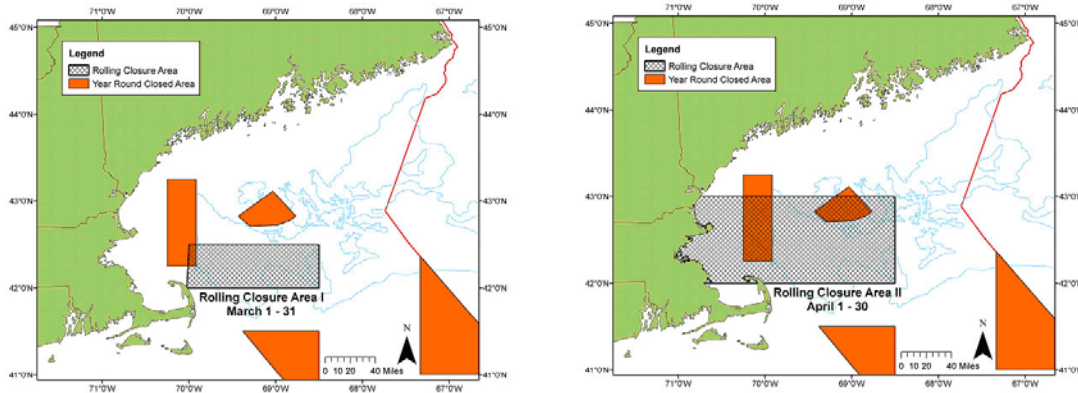 71°0'W 70°0'W 69°0'W 68°0'W 67°0'W
45°0'N 45°0'N
Legend
Rolling Closure Area
Year Round Closed Area
44°0'N 44°0'N
43°0'N 43°0'N
42°0'N 42°0'N
Rolling Closure Area I
March 1 - 31
N
0 10 20 40 Miles
41°0'N 41°0'N
71°0'W 70°0'W 69°0'W 68°0'W 67°0'W
71°0'W 70°0'W 69°0'W 68°0'W 67°0'W
45°0'N 45°0'N
Legend
Rolling Closure Area
Year Round Closed Area
44°0'N 44°0'N
43°0'N 43°0'N
42°0'N 42°0'N
Rolling Closure Area II
April 1 - 30
N
0 10 20 40 Miles
41°0'N 41°0'N
71°0'W 70°0'W 69°0'W 68°0'W 67°0'W